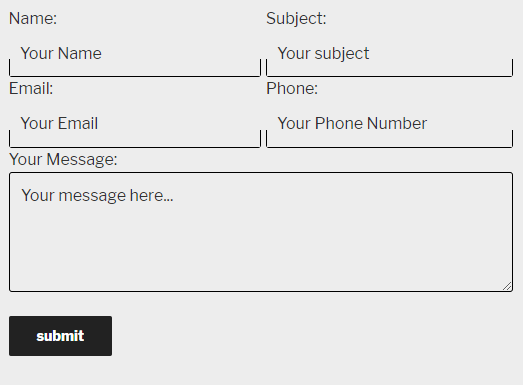 Name: Subject:
Your Name Your subject
Email: Phone:
Your Email Your Phone Number
Your Message:
Your message here...
submit